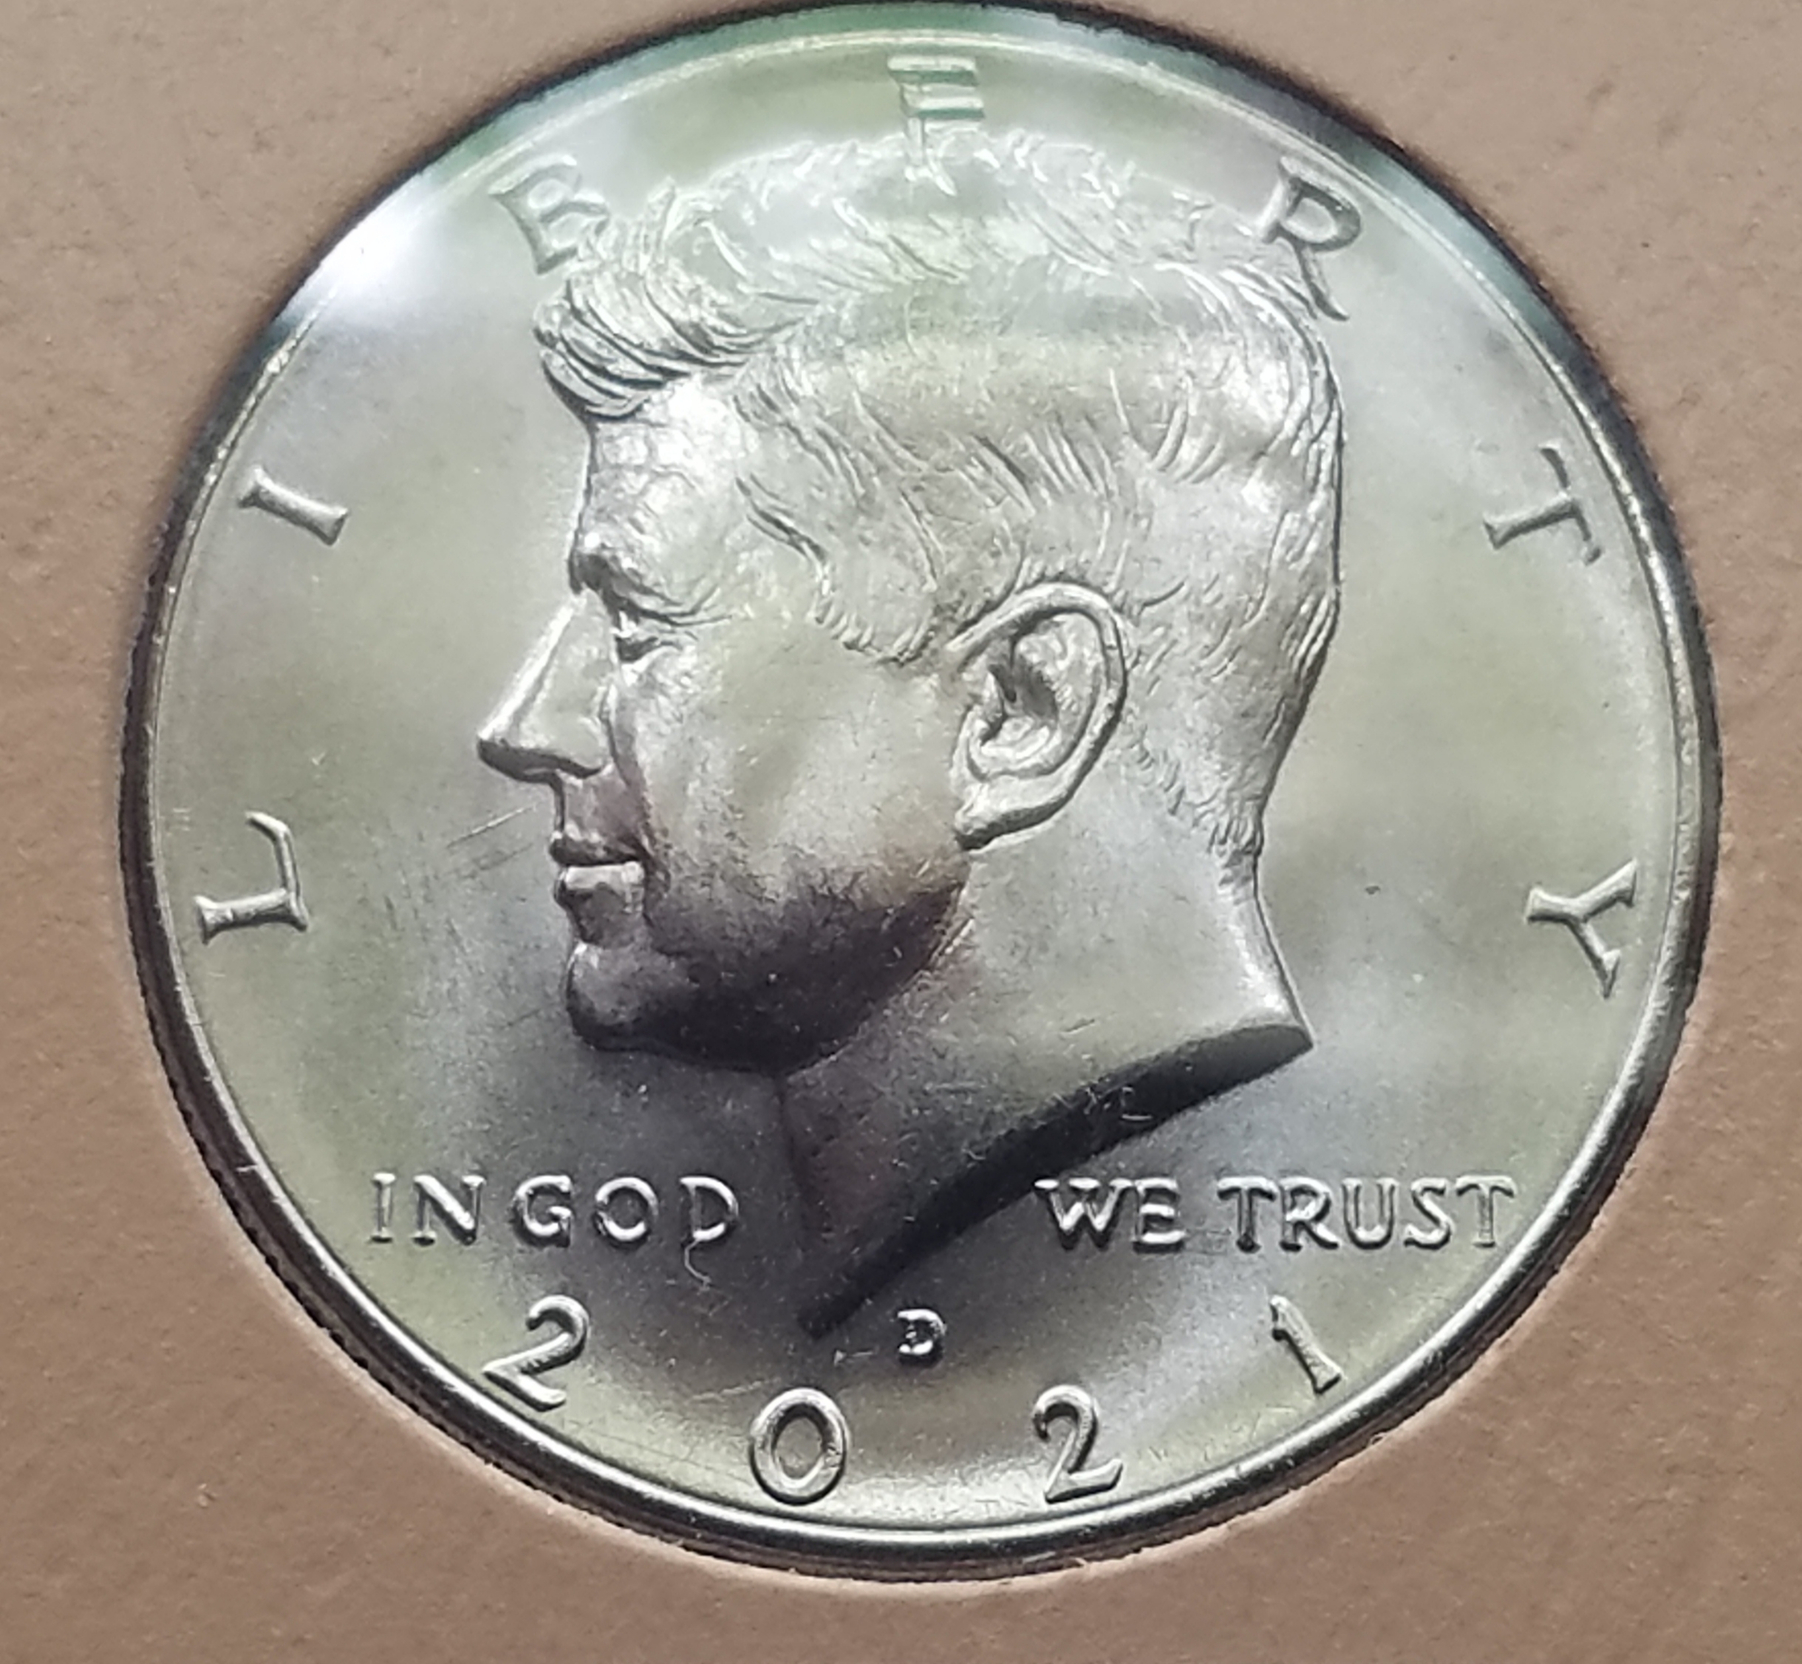 LIBERTY
IN GOD WE TRUST
D
2021